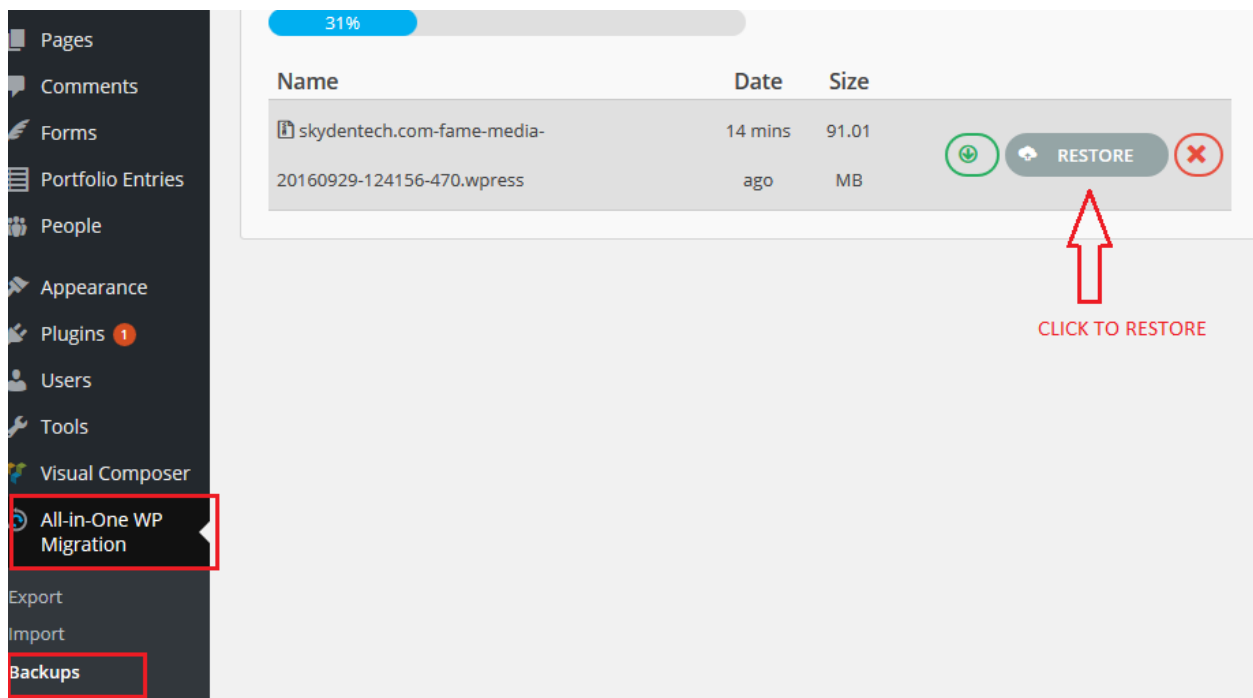 Pages
Comments
Forms
Portfolio Entries
People
Appearance
Plugins 1
Users
Tools
Visual Composer
All-in-One WP
Migration
Export
Import
Backups
31%
Name Date Size
skydentech.com-fame-media- 14 mins 91.01
20160929-124156-470.wpress ago MB
RESTORE
CLICK TO RESTORE